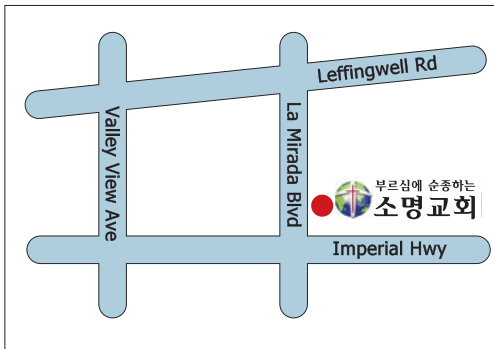 Leffingwell Rd
Valley View Ave
La Mirada Blvd
부르심에 순종하는
소명교회
Imperial Hwy